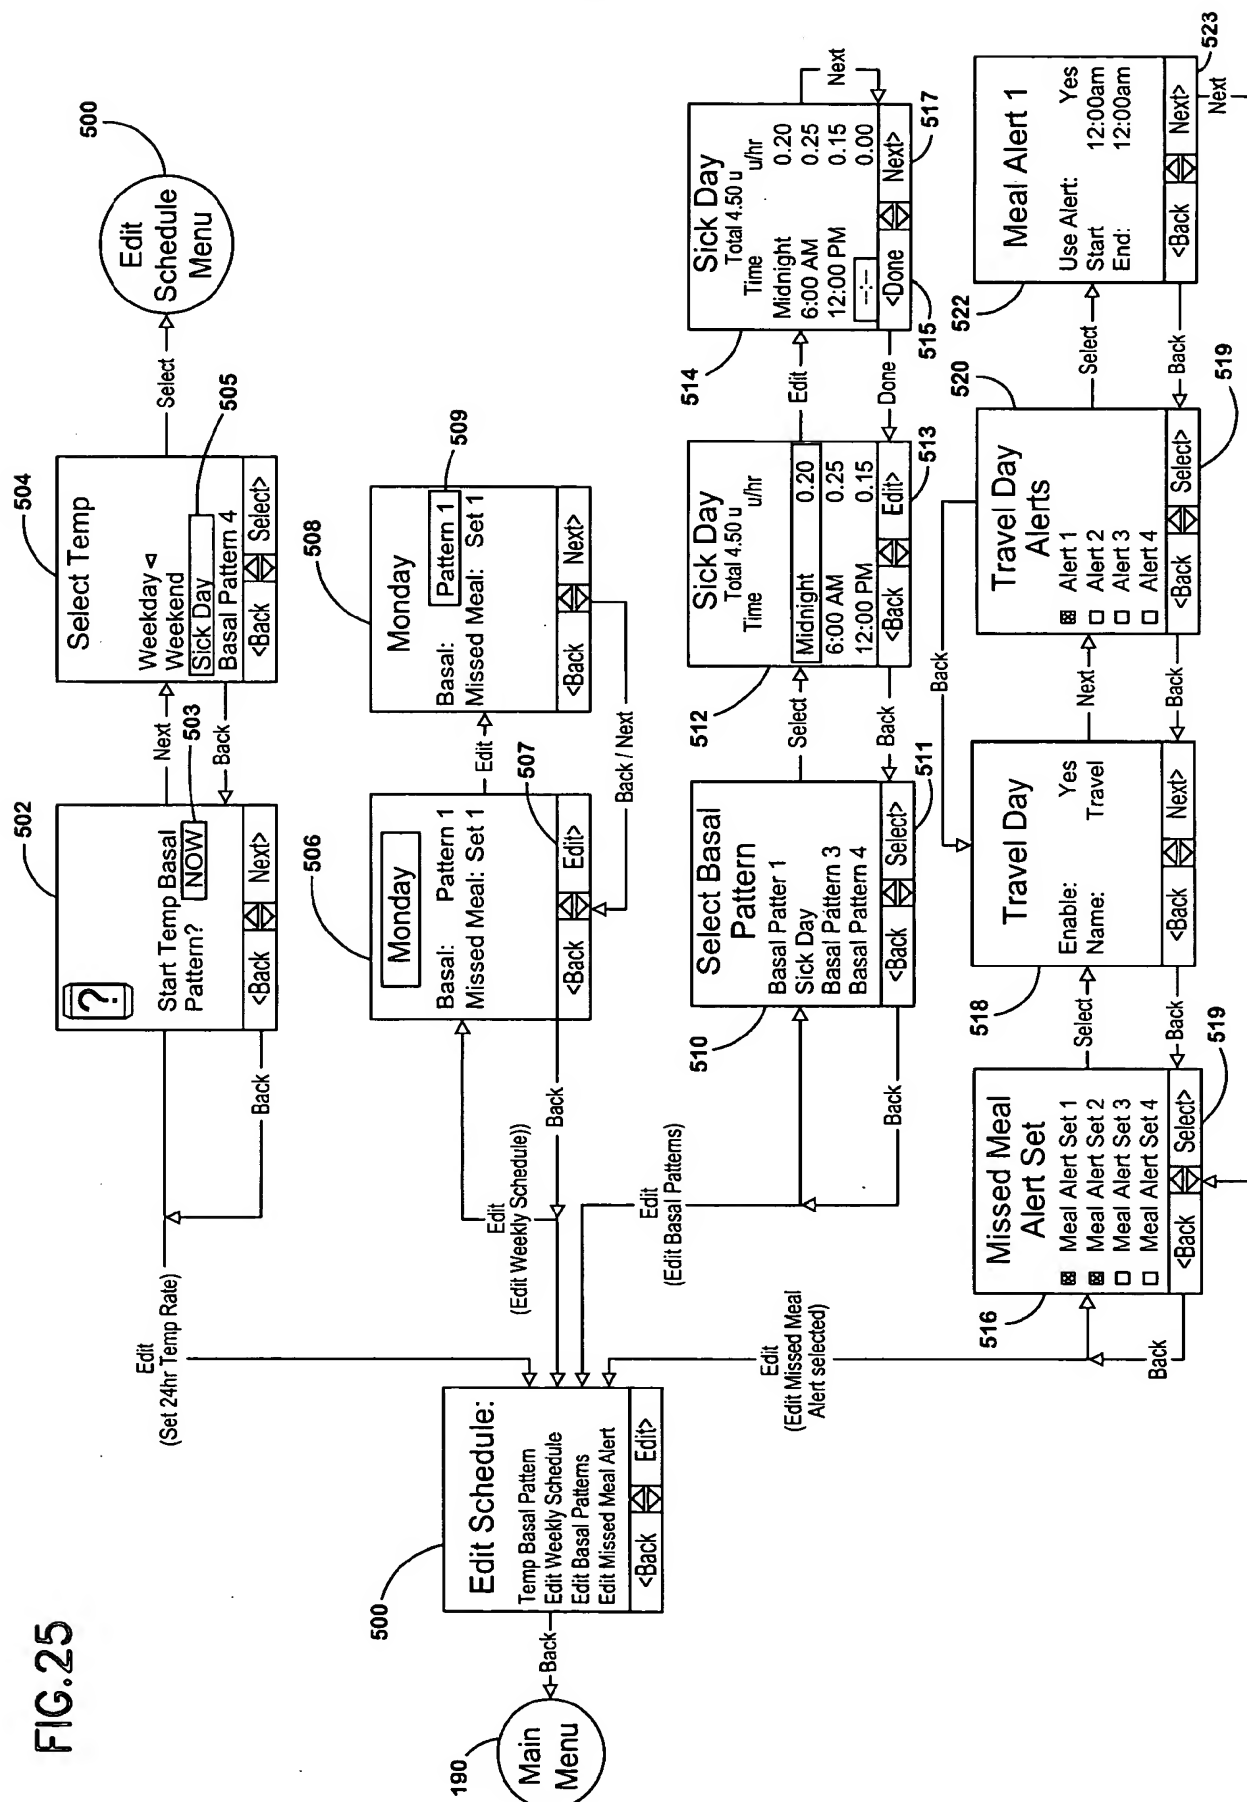 FIG.25
190
Main
Menu
Back
500
Edit Schedule:
Temp Basal Pattern
Edit Weekly Schedule
Edit Basal Patterns
Edit Missed Meal Alert
<Back
Edit>
Edit
(Set 24hr Temp Rate)
Back
502
?
Start Temp Basal
Pattern?
NOW
503
<Back
Next>
Next
Back
504
Select Temp
Weekday
Weekend
Sick Day
Basal Pattern 4
<Back
Select>
505
Select
500
Edit
Schedule
Menu
Edit
(Edit Weekly Schedule))
Back
506
Monday
Basal: Pattern 1
Missed Meal: Set 1
<Back
Edit>
507
Edit
Back / Next
508
Monday
Basal: Pattern 1
Missed Meal: Set 1
<Back
Next>
509
Edit
(Edit Basal Patterns)
Back
510
Select Basal
Pattern
Basal Patter 1
Sick Day
Basal Pattern 3
Basal Pattern 4
<Back
Select>
511
Select
Back
512
Sick Day
Total 4.50 u
Time u/hr
Midnight 0.20
6:00 AM 0.25
12:00 PM 0.15
<Back
Edit>
513
Edit
Done
514
Sick Day
Total 4.50 u
Time u/hr
Midnight 0.20
6:00 AM 0.25
12:00 PM 0.15
--:-- 0.00
<Done
Next>
515
517
Next
Edit
(Edit Missed Meal
Alert selected)
Back
516
Missed Meal
Alert Set
Meal Alert Set 1
Meal Alert Set 2
Meal Alert Set 3
Meal Alert Set 4
<Back
Select>
519
Select
Back
518
Travel Day
Enable: Yes
Name: Travel
<Back
Next>
Next
Back
Back
520
Travel Day
Alerts
Alert 1
Alert 2
Alert 3
Alert 4
<Back
Select>
519
Select
Back
522
Meal Alert 1
Use Alert: Yes
Start 12:00am
End: 12:00am
<Back
Next>
523
Next